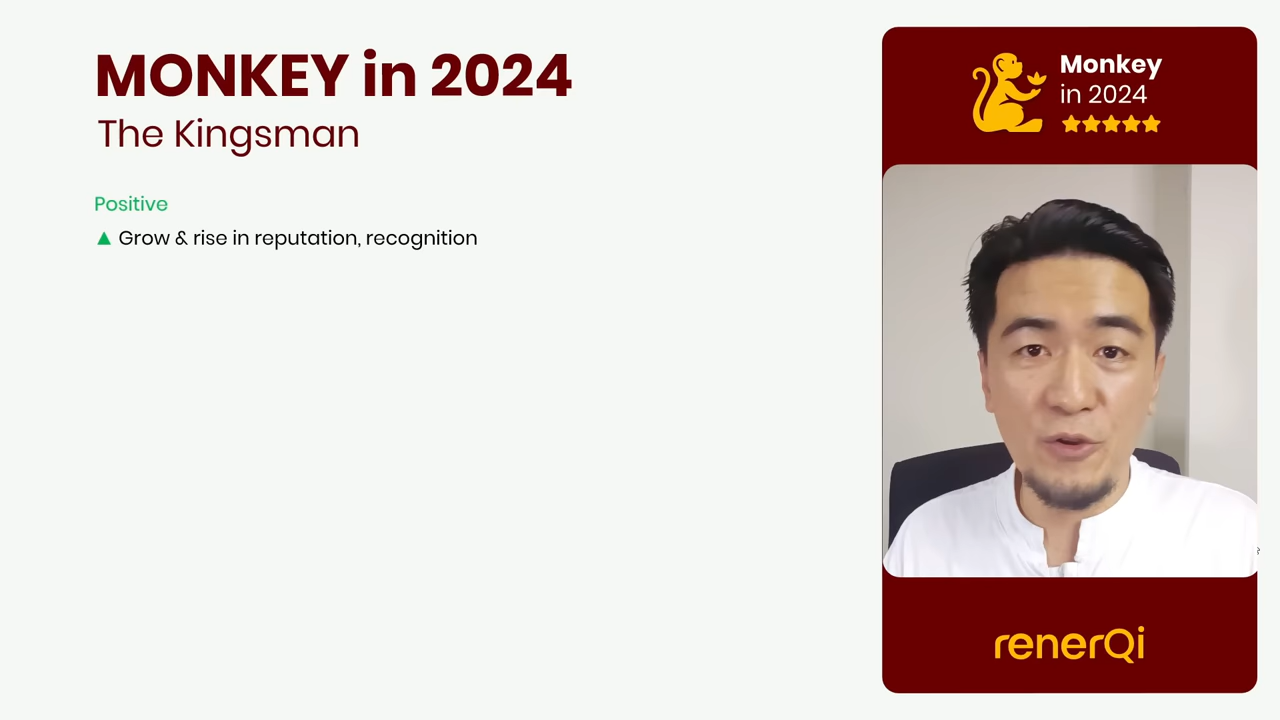 MONKEY in 2024
The Kingsman
Positive
▲ Grow & rise in reputation, recognition
Monkey
in 2024
renerQi